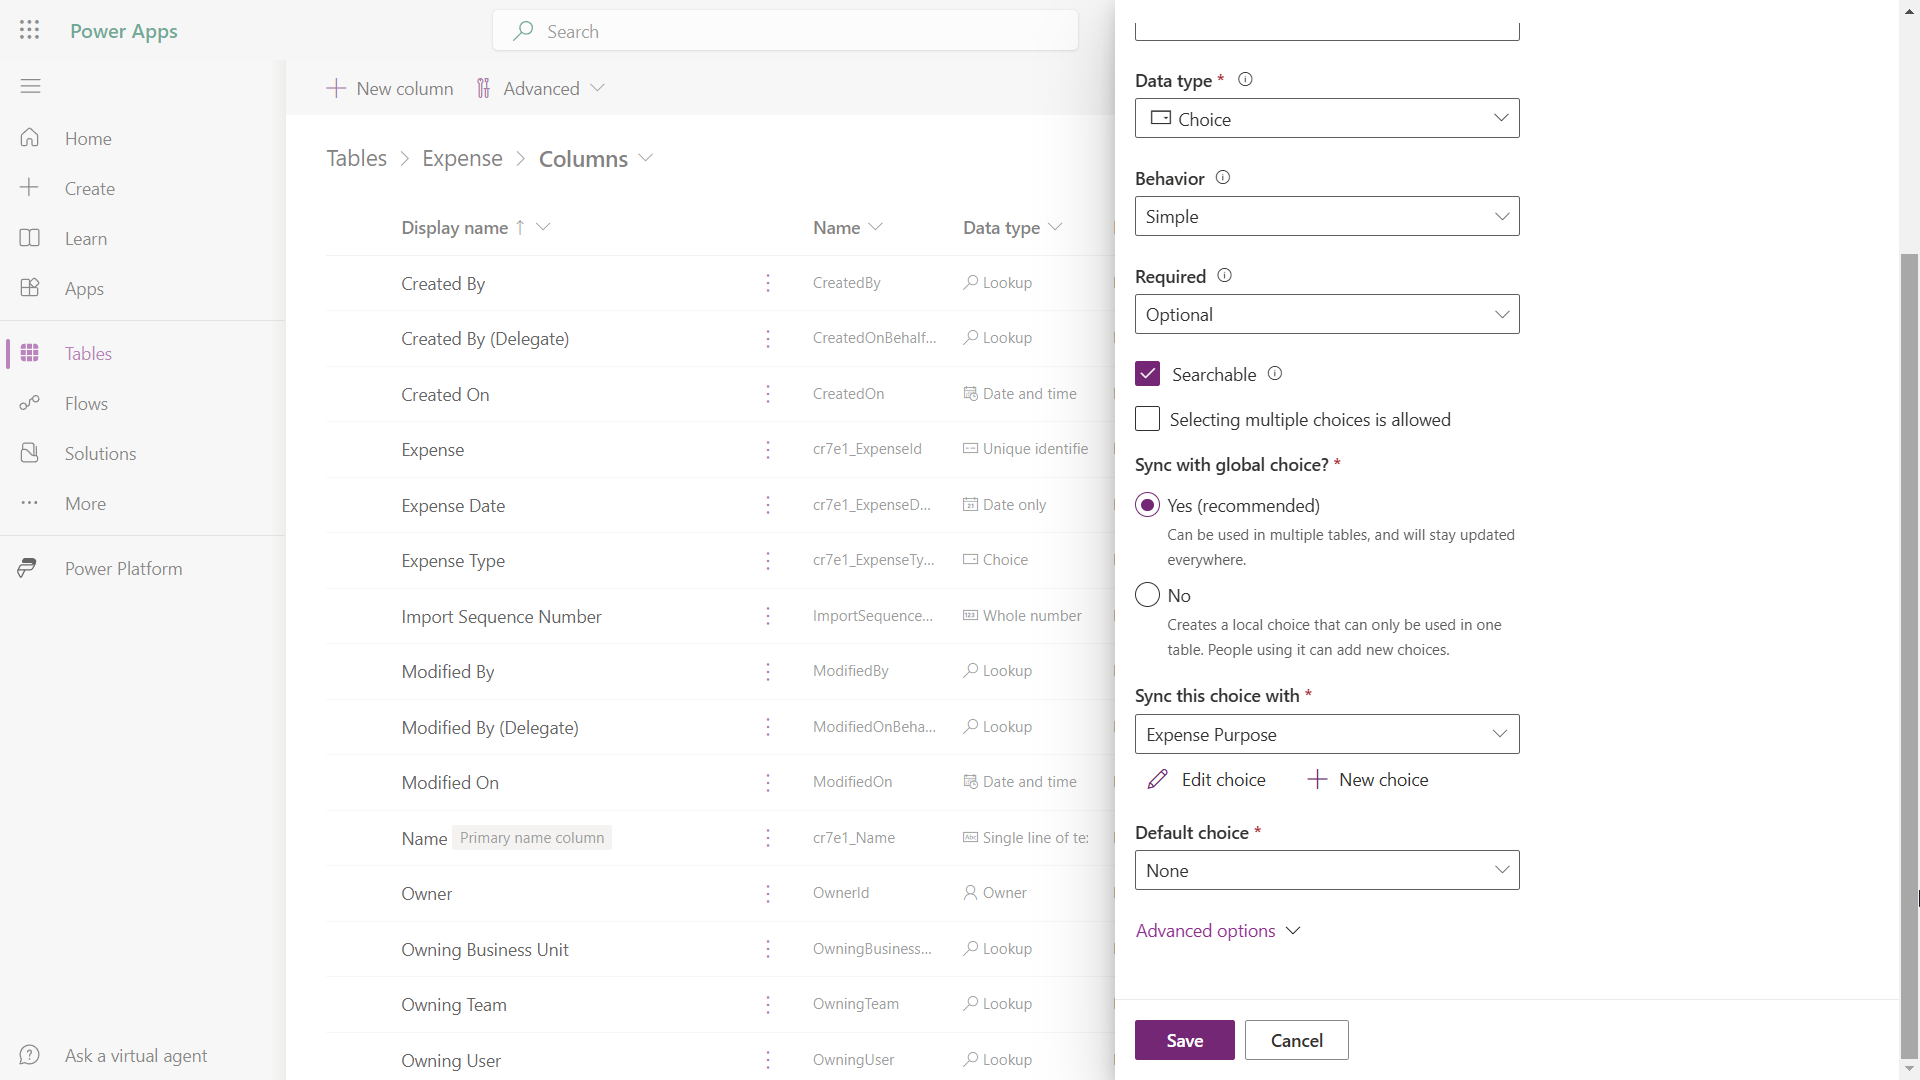 Power Apps
Search
Home
Create
Learn
Apps
Tables
Flows
Solutions
More
Power Platform
Ask a virtual agent
New column
Advanced
Tables > Expense > Columns
Display name ↑ Name Data type
Created By CreatedBy Lookup
Created By (Delegate) CreatedOnBehalf... Lookup
Created On CreatedOn Date and time
Expense cr7e1_ExpenseId Unique identifie
Expense Date cr7e1_ExpenseD... Date only
Expense Type cr7e1_ExpenseTy... Choice
Import Sequence Number ImportSequence... Whole number
Modified By ModifiedBy Lookup
Modified By (Delegate) ModifiedOnBeha... Lookup
Modified On ModifiedOn Date and time
Name Primary name column cr7e1_Name Abc Single line of te
Owner OwnerId Owner
Owning Business Unit OwningBusiness... Lookup
Owning Team OwningTeam Lookup
Owning User OwningUser Lookup
Data type *
Choice
Behavior
Simple
Required
Optional
Searchable
Selecting multiple choices is allowed
Sync with global choice? *
Yes (recommended)
Can be used in multiple tables, and will stay updated
everywhere.
No
Creates a local choice that can only be used in one
table. People using it can add new choices.
Sync this choice with *
Expense Purpose
Edit choice
New choice
Default choice *
None
Advanced options
Save
Cancel